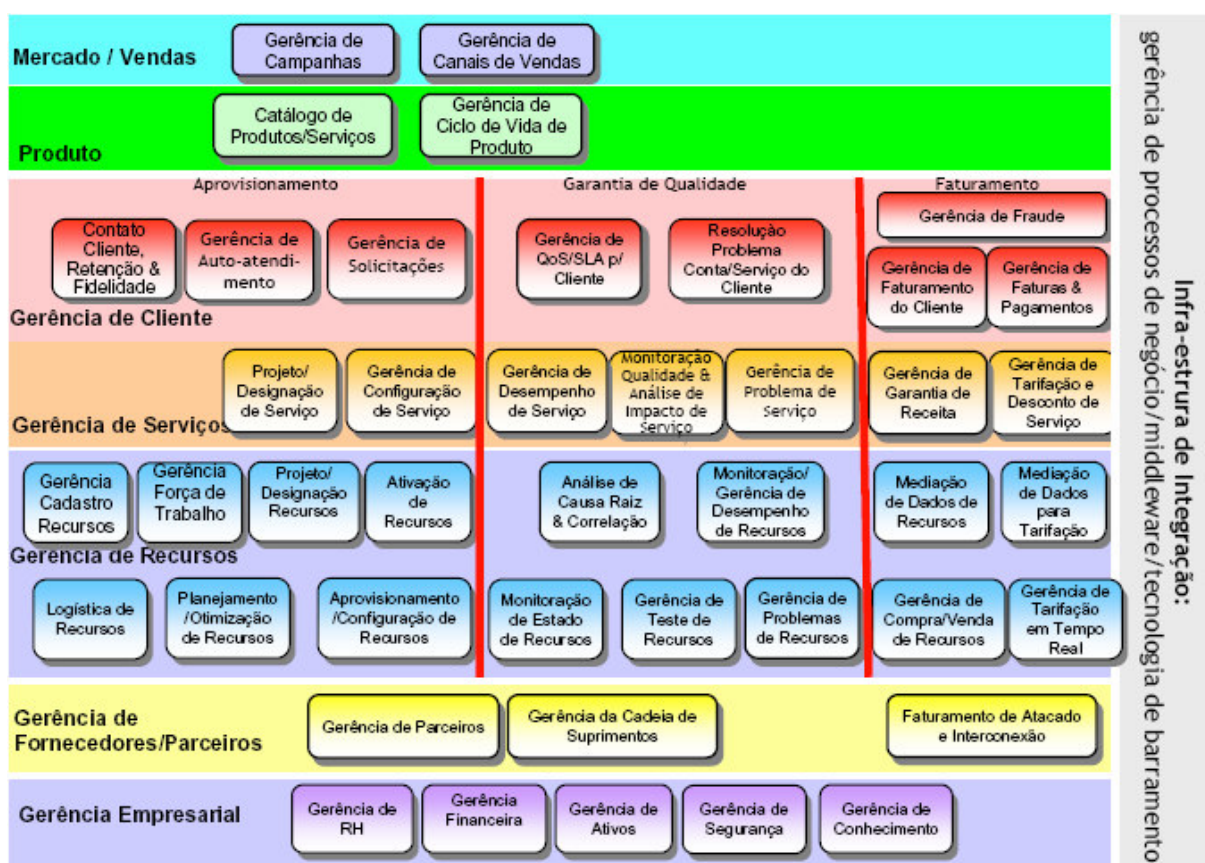 Mercado / Vendas
Gerência de
Campanhas
Gerência de
Canais de Vendas
Produto
Catálogo de
Produtos/Serviços
Gerência de
Ciclo de Vida de
Produto
Aprovisionamento
Garantia de Qualidade
Faturamento
Gerência de Cliente
Contato
Cliente,
Retenção &
Fidelidade
Gerência de
Auto-atendi-
mento
Gerência de
Solicitações
Gerência de
QoS/SLA p/
Cliente
Resolução
Problema
Conta/Serviço do
Cliente
Gerência de Fraude
Gerência de
Faturamento
do Cliente
Gerência de
Faturas &
Pagamentos
Gerência de Serviços
Projeto/
Designação
de Serviço
Gerência de
Configuração
de Serviço
Gerência de
Desempenho
de Serviço
Monitoração
Qualidade &
Análise de
Impacto de
Serviço
Gerência de
Problema de
Serviço
Gerência de
Garantia de
Receita
Gerência de
Tarifação e
Desconto de
Serviço
Gerência de Recursos
Gerência
Cadastro
Recursos
Gerência
Força de
Trabalho
Projeto/
Designação
Recursos
Ativação
de
Recursos
Análise de
Causa Raiz
& Correlação
Monitoração/
Gerência de
Desempenho
de Recursos
Mediação
de Dados de
Recursos
Mediação
de Dados
para
Tarifação
Logística de
Recursos
Planejamento
/Otimização
de Recursos
Aprovisionamento
/Configuração de
Recursos
Monitoração
de Estado
de Recursos
Gerência de
Teste de
Recursos
Gerência de
Problemas
de Recursos
Gerência de
Compra/Venda
de Recursos
Gerência de
Tarifação
em Tempo
Real
Gerência de
Fornecedores/Parceiros
Gerência de Parceiros
Gerência da Cadeia de
Suprimentos
Faturamento de Atacado
e Interconexão
Gerência Empresarial
Gerência de
RH
Gerência
Financeira
Gerência de
Ativos
Gerência de
Segurança
Gerência de
Conhecimento
Infra-estrutura de Integração:
gerência de processos de negócio/middleware/tecnologia de barramento